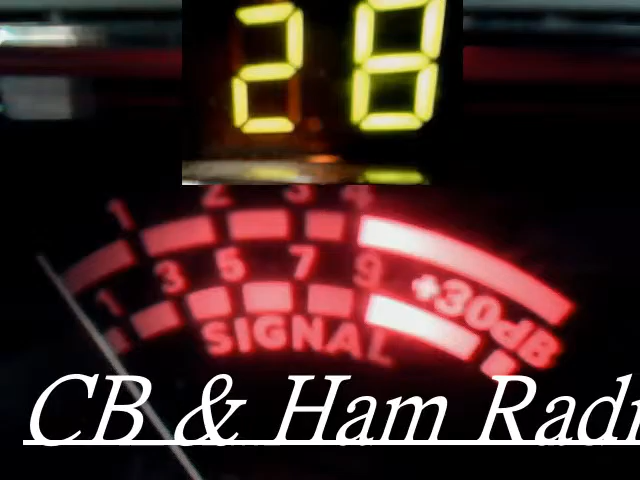 28
1 2 3 4
1 3 5 7 9 +30dB
SIGNAL
CB & Ham Radi